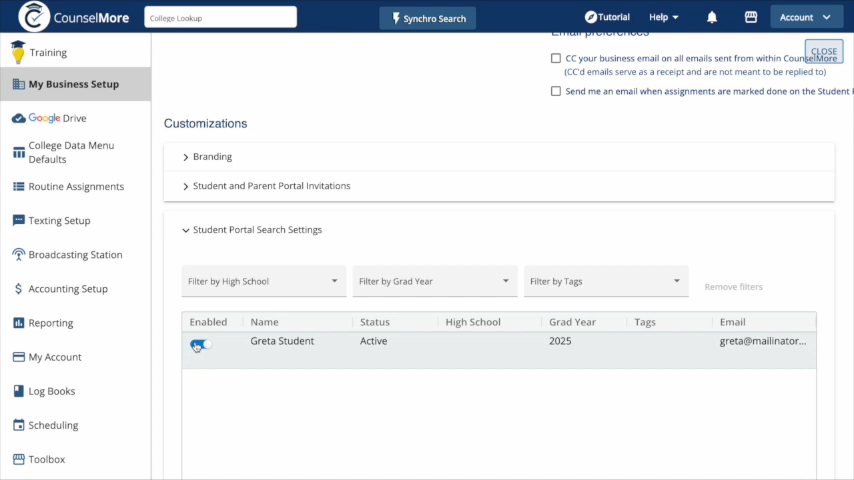 CounselMore
College Lookup
Synchro Search
Tutorial
Help
Account
Training
My Business Setup
Google Drive
College Data Menu
Defaults
Routine Assignments
Texting Setup
Broadcasting Station
Accounting Setup
Reporting
My Account
Log Books
Scheduling
Toolbox
Email preferences
CLOSE
CC your business email on all emails sent from within CounselMore
(CC'd emails serve as a receipt and are not meant to be replied to)
Send me an email when assignments are marked done on the Student
Customizations
Branding
Student and Parent Portal Invitations
Student Portal Search Settings
Filter by High School
Filter by Grad Year
Filter by Tags
Remove filters
Enabled Name Status High School Grad Year Tags Email
Greta Student Active 2025 greta@mailinator...